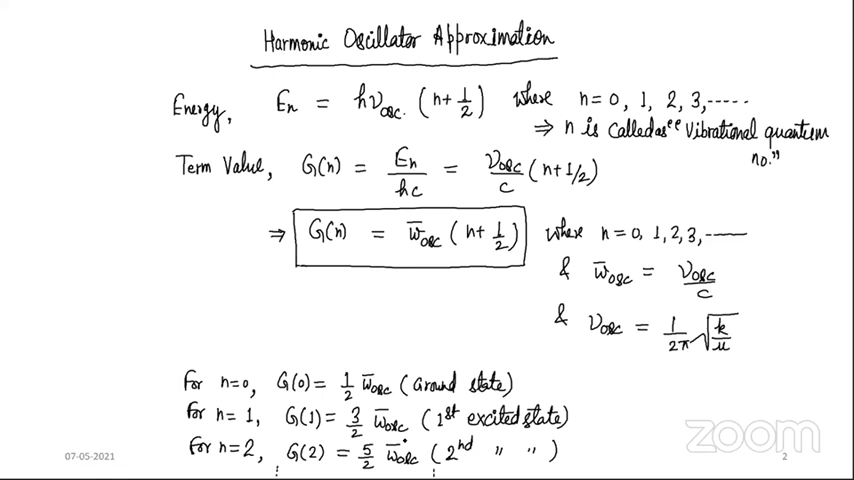 Harmonic Oscillator Approximation
Energy, En = hνosc. (n+1/2) where n = 0, 1, 2, 3, .....
⇒ n is called as "Vibrational quantum no."
Term Value, G(n) = En/hc = νosc/c (n+1/2)
⇒ G(n) = ω̄osc (n+1/2) where n = 0, 1, 2, 3, ——
& ω̄osc = νosc/c
& νosc = 1/2π √k/μ
For n=0, G(0) = 1/2 ω̄osc (Ground state)
For n=1, G(1) = 3/2 ω̄osc (1st excited state)
For n=2, G(2) = 5/2 ω̄osc (2nd " ")
07-05-2021
zoom
2